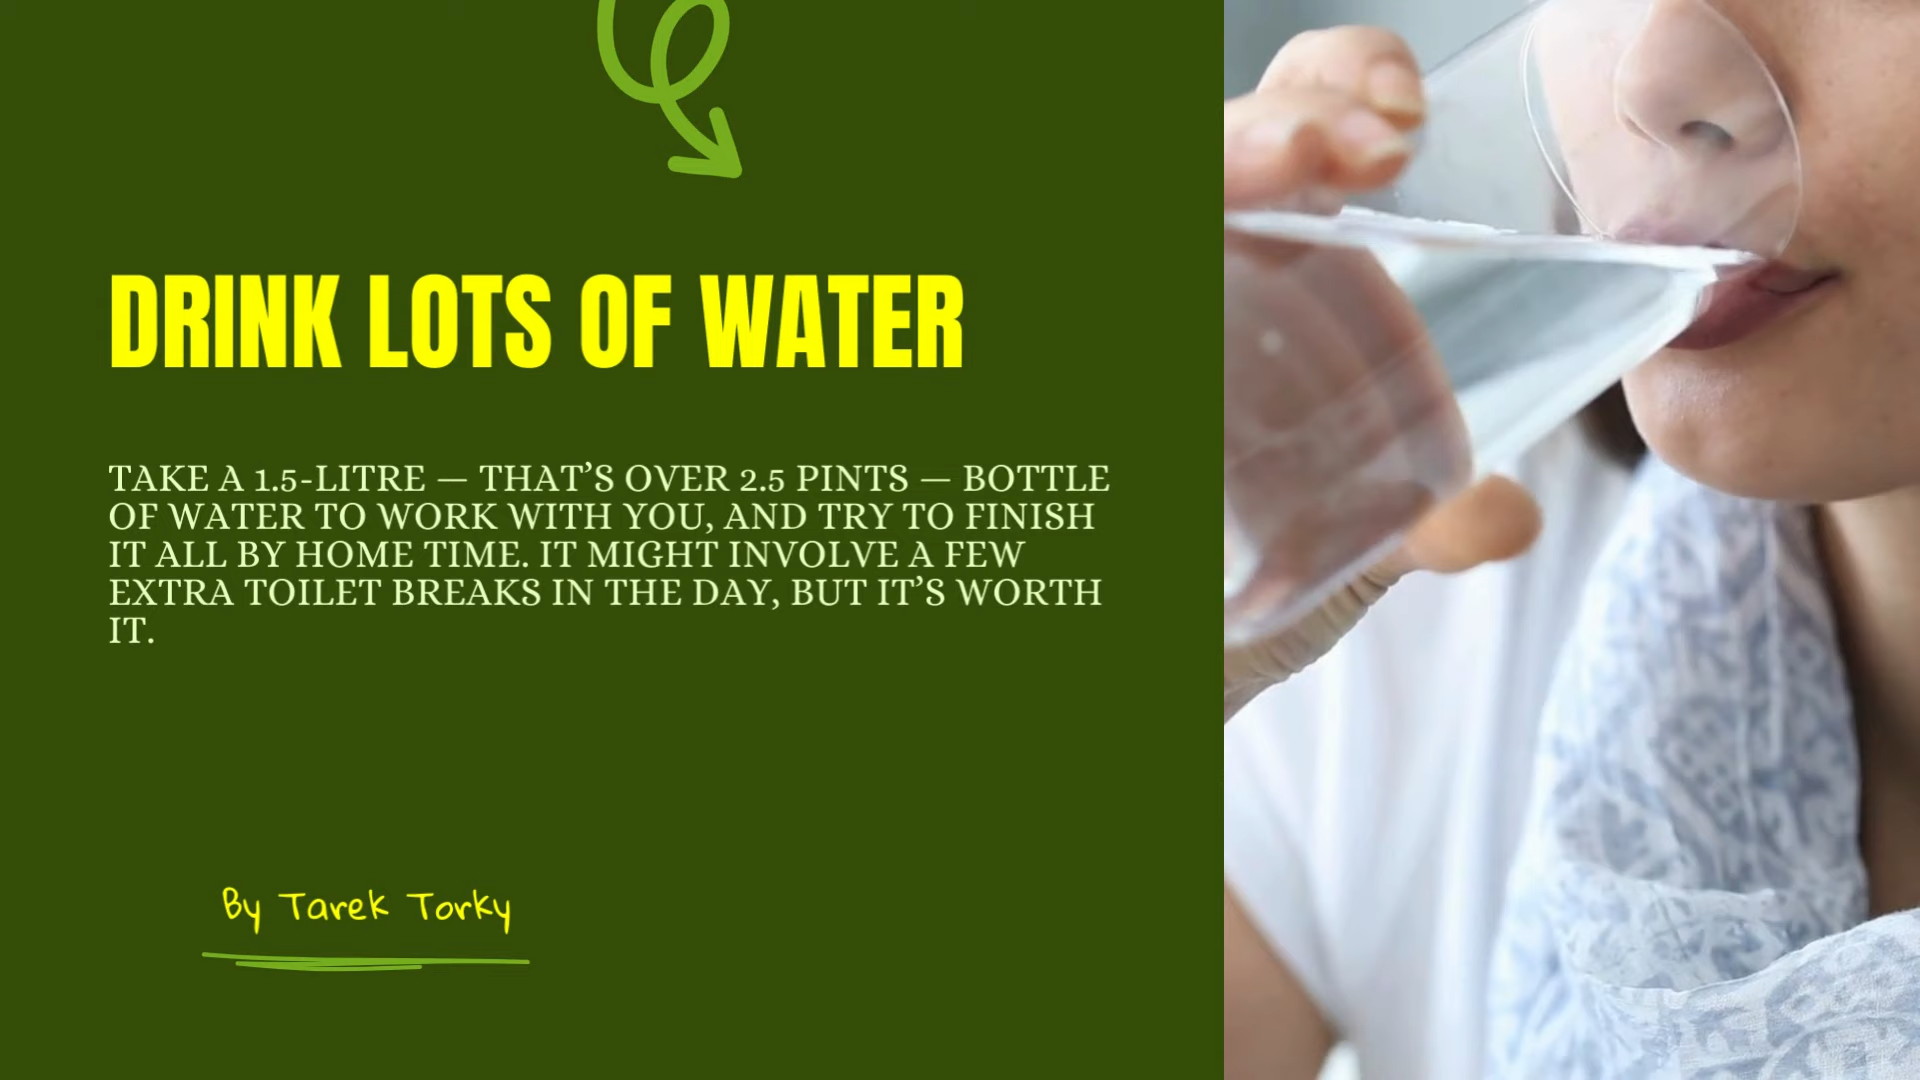 DRINK LOTS OF WATER
TAKE A 1.5-LITRE — THAT’S OVER 2.5 PINTS — BOTTLE
OF WATER TO WORK WITH YOU, AND TRY TO FINISH
IT ALL BY HOME TIME. IT MIGHT INVOLVE A FEW
EXTRA TOILET BREAKS IN THE DAY, BUT IT’S WORTH
IT.
By Tarek Torky